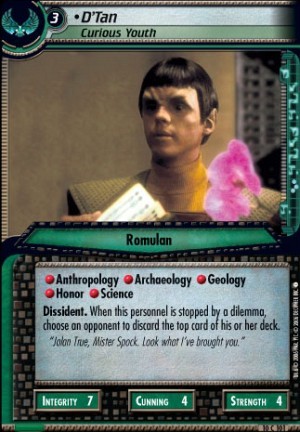 3
• D'Tan
Curious Youth
Romulan
Anthropology Archaeology Geology
Honor Science
Dissident. When this personnel is stopped by a dilemma,
choose an opponent to discard the top card of his or her deck.
"Jolan True, Mister Spock. Look what I've brought you."
Integrity 7 Cunning 4 Strength 4